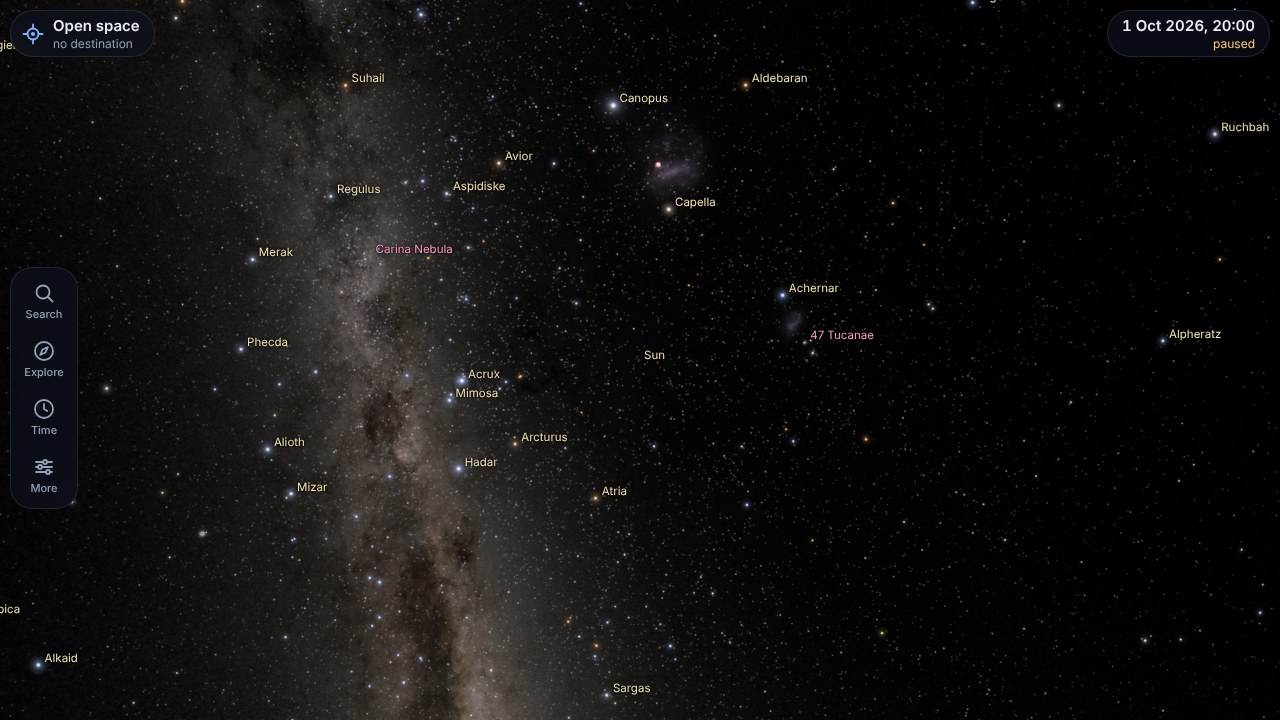 Open space
no destination
1 Oct 2026, 20:00
paused
Suhail
Aldebaran
Canopus
Ruchbah
Avior
Regulus
Aspidiske
Capella
Carina Nebula
Merak
Achernar
Search
47 Tucanae
Alpheratz
Phecda
Sun
Explore
Acrux
Mimosa
Time
Arcturus
Alioth
Hadar
More
Mizar
Atria
Alkaid
Sargas